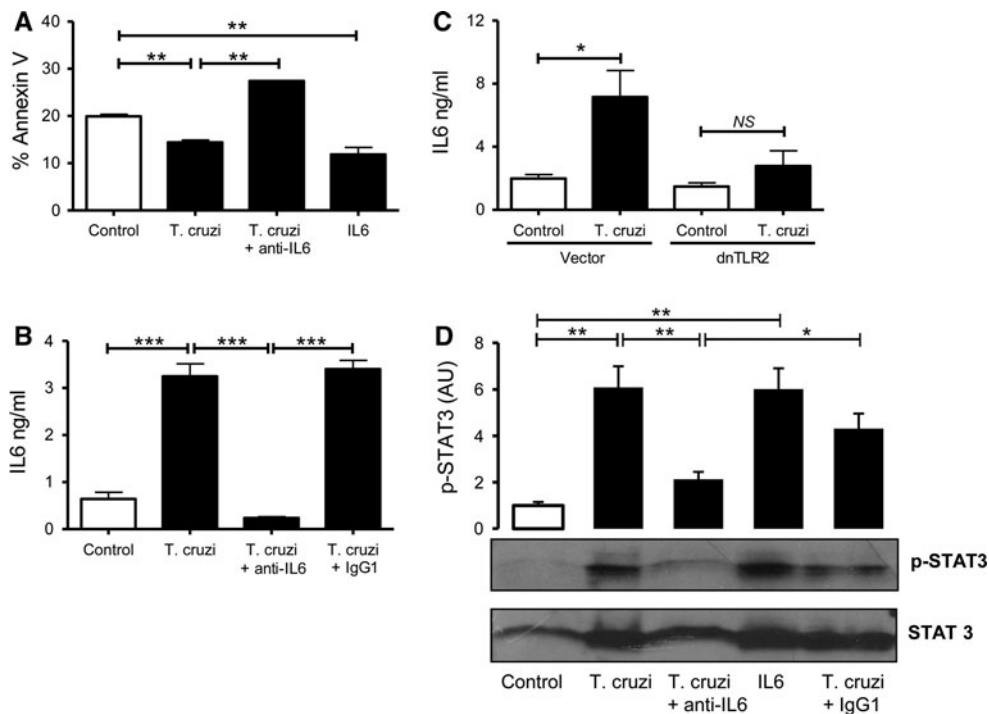 A
% Annexin V
40
30
20
10
0
**
** **
Control T. cruzi T. cruzi + anti-IL6 IL6
B
IL6 ng/ml
4
3
2
1
0
*** *** ***
Control T. cruzi T. cruzi + anti-IL6 T. cruzi + IgG1
C
IL6 ng/ml
12
8
4
0
*
NS
Control T. cruzi Control T. cruzi
Vector dnTLR2
D
p-STAT3 (AU)
8
6
4
2
0
**
** ** *
p-STAT3
STAT 3
Control T. cruzi T. cruzi + anti-IL6 IL6 T. cruzi + IgG1